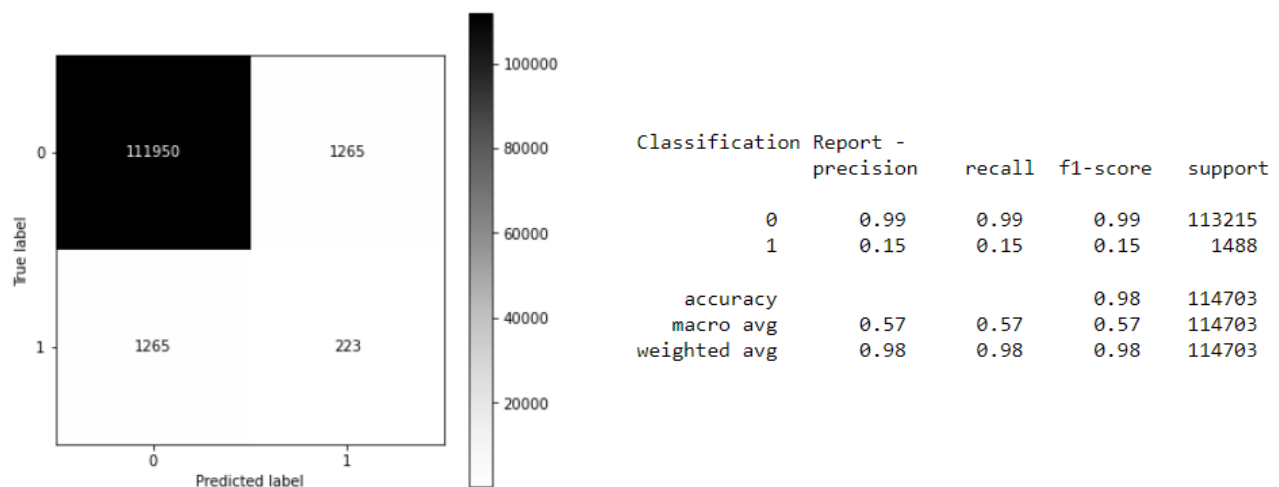 100000
80000
60000
40000
20000
0
111950
1265
1
1265
223
0
1
True label
Predicted label
Classification Report -
precision recall f1-score support
0 0.99 0.99 0.99 113215
1 0.15 0.15 0.15 1488
accuracy 0.98 114703
macro avg 0.57 0.57 0.57 114703
weighted avg 0.98 0.98 0.98 114703